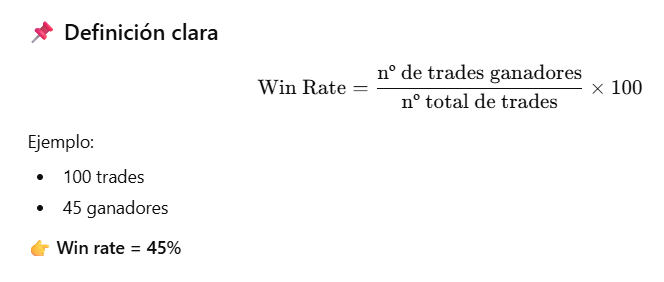 📌 Definición clara
Win Rate = nº de trades ganadores / nº total de trades × 100
Ejemplo:
• 100 trades
• 45 ganadores
👉 Win rate = 45%